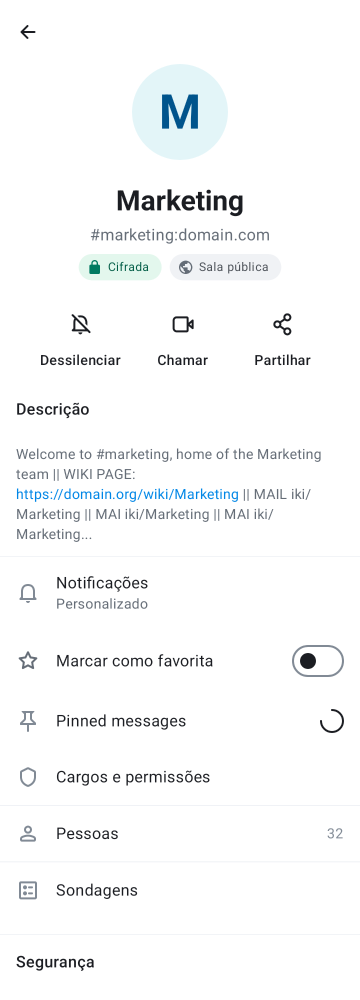 M
Marketing
#marketing:domain.com
Cifrada
Sala pública
Dessilenciar
Chamar
Partilhar
Descrição
Welcome to #marketing, home of the Marketing
team || WIKI PAGE:
https://domain.org/wiki/Marketing || MAIL iki/
Marketing || MAI iki/Marketing || MAI iki/
Marketing...
Notificações
Personalizado
Marcar como favorita
Pinned messages
Cargos e permissões
Pessoas 32
Sondagens
Segurança